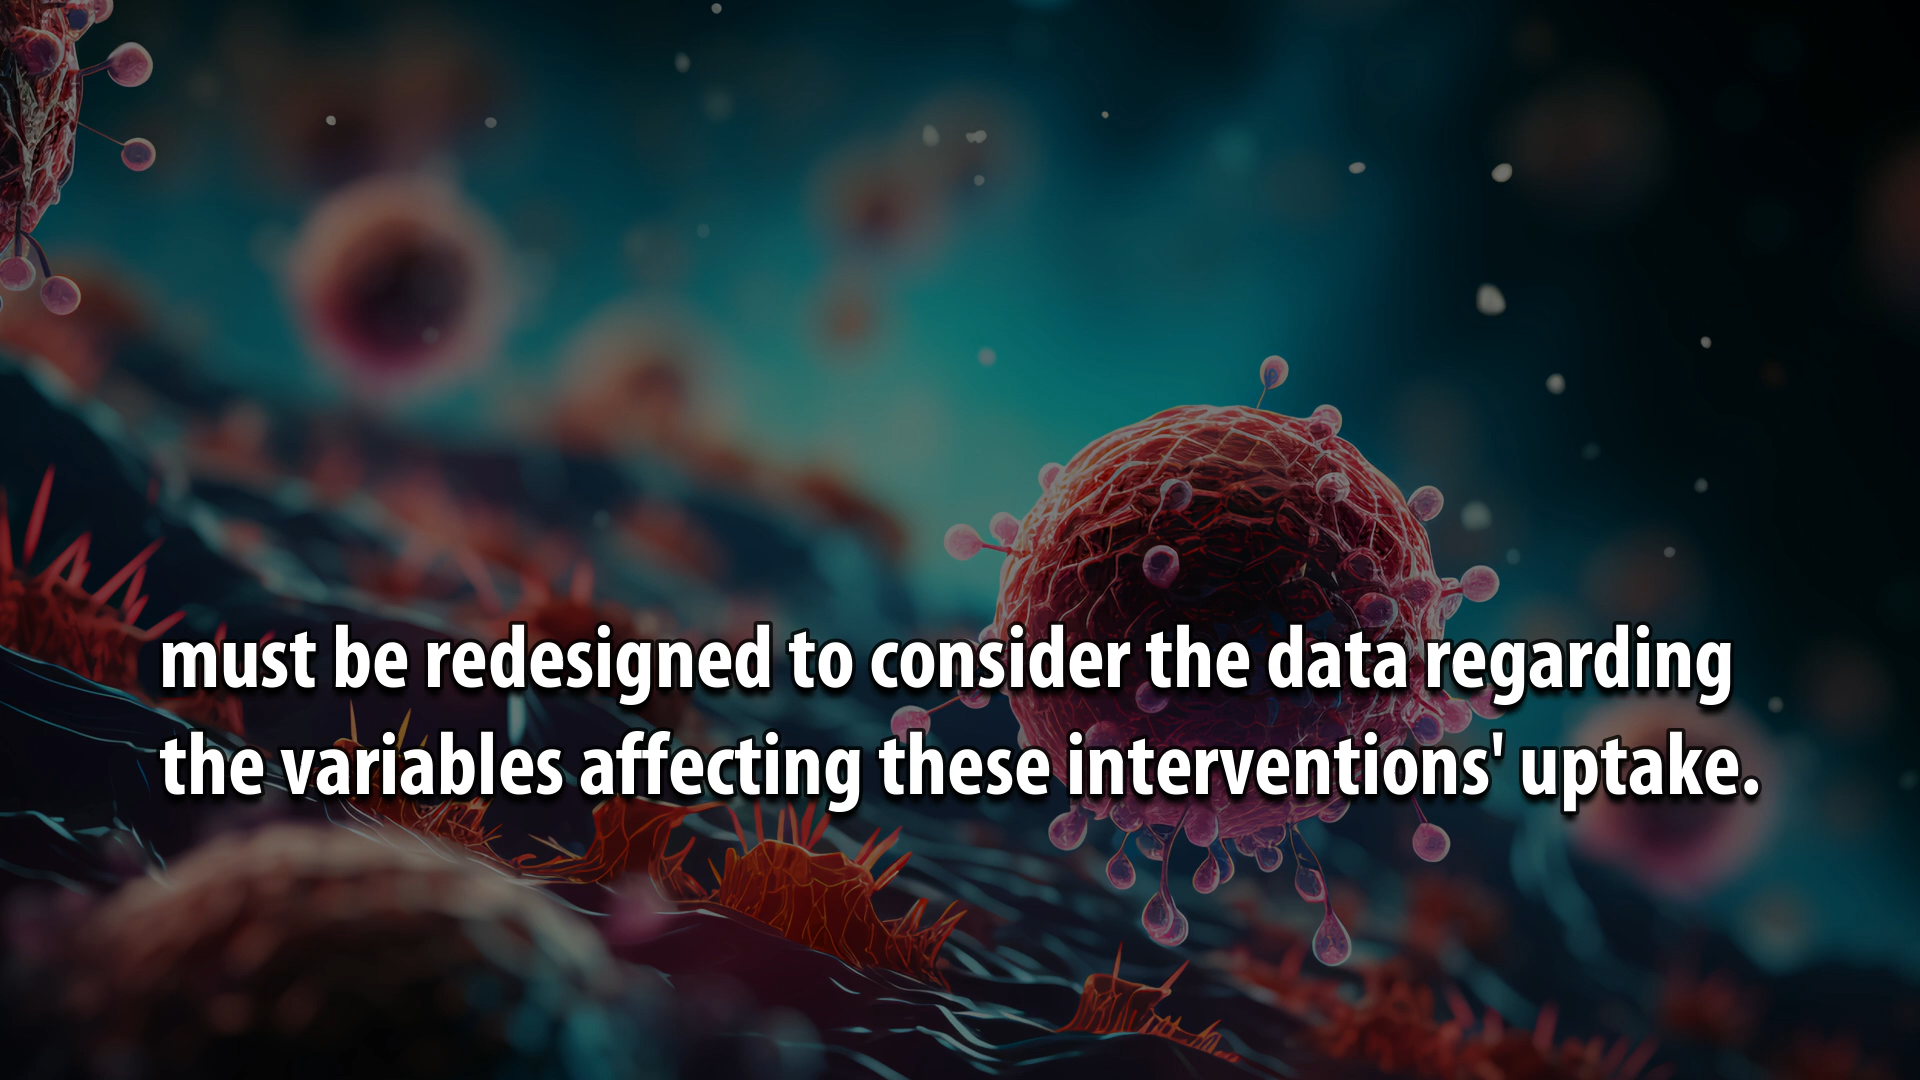 must be redesigned to consider the data regarding
the variables affecting these interventions' uptake.